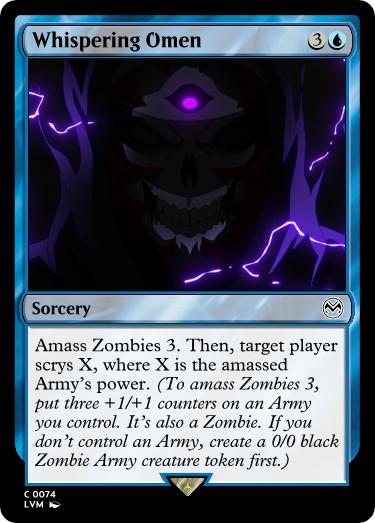 Whispering Omen 3
Sorcery
Amass Zombies 3. Then, target player
scrys X, where X is the amassed
Army's power. (To amass Zombies 3,
put three +1/+1 counters on an Army
you control. It's also a Zombie. If you
don't control an Army, create a 0/0 black
Zombie Army creature token first.)
C 0074
LVM